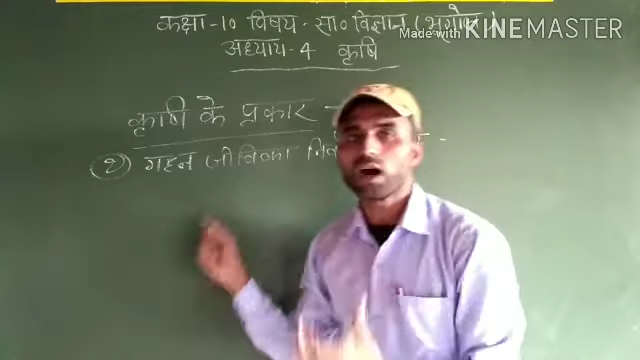 कक्षा -10 विषय - सा० विज्ञान (
Made with KINEMASTER
अध्याय - 4 कृषि
कृषि के प्रकार -
(2) गहन जीविका